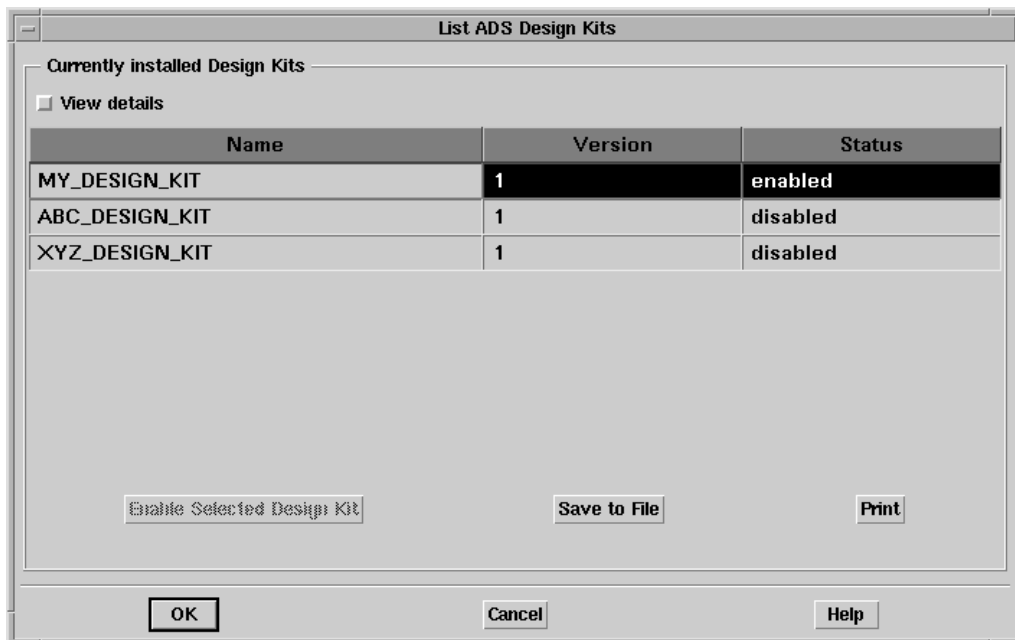 List ADS Design Kits
Currently installed Design Kits
View details
Name Version Status
MY_DESIGN_KIT 1 enabled
ABC_DESIGN_KIT 1 disabled
XYZ_DESIGN_KIT 1 disabled
Enable Selected Design Kit Save to File Print
OK Cancel Help